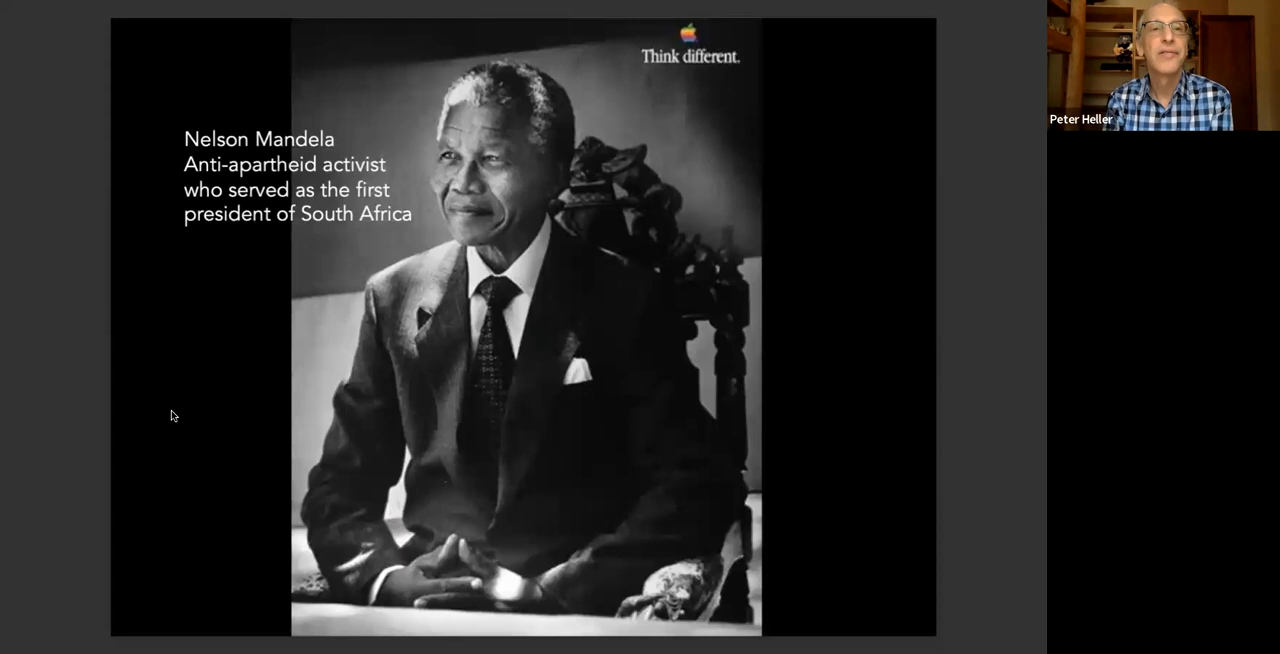 Think different.
Nelson Mandela
Anti-apartheid activist
who served as the first
president of South Africa
Peter Heller